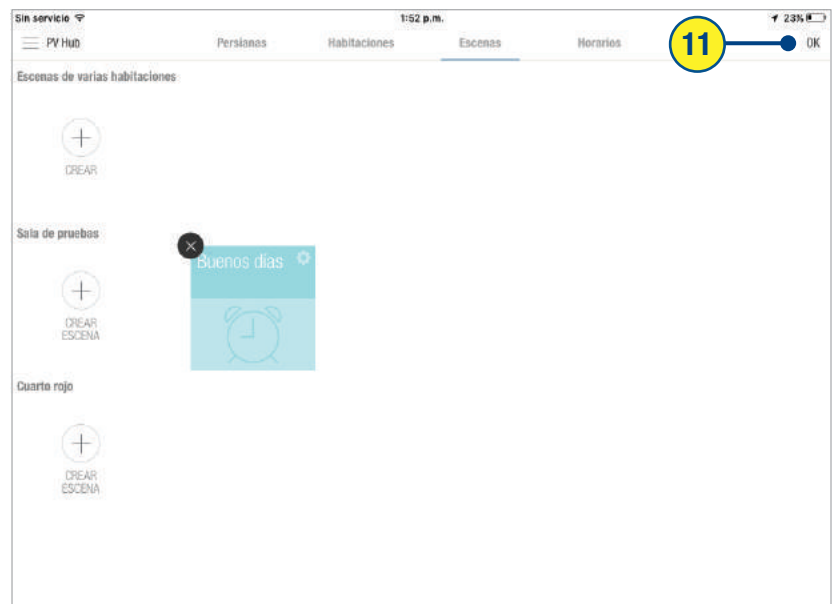 Sin servicio 1:52 p.m. 23%
PV Hub Persianas Habitaciones Escenas Horarios 11 OK
Escenas de varias habitaciones
CREAR
Sala de pruebas
Buenos días
CREAR
ESCENA
Cuarto rojo
CREAR
ESCENA